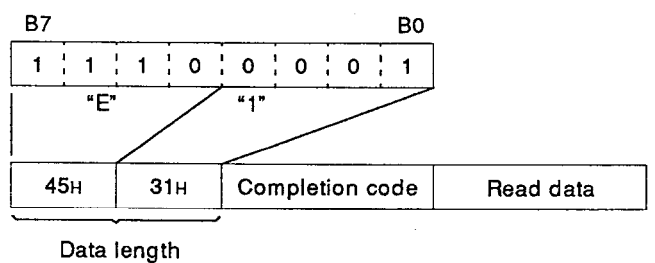 B7 B0
1 1 1 0 0 0 0 1
“E” “1”
45H 31H Completion code Read data
Data length